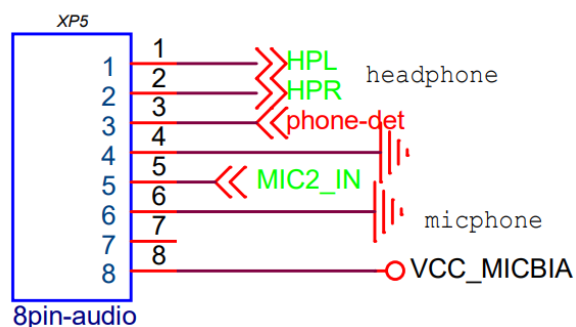 XP5
1 1 HPL headphone
2 2 HPR
3 3 phone-det
4 4
5 5 MIC2_IN
6 6 micphone
7 7
8 8 VCC_MICBIA
8pin-audio